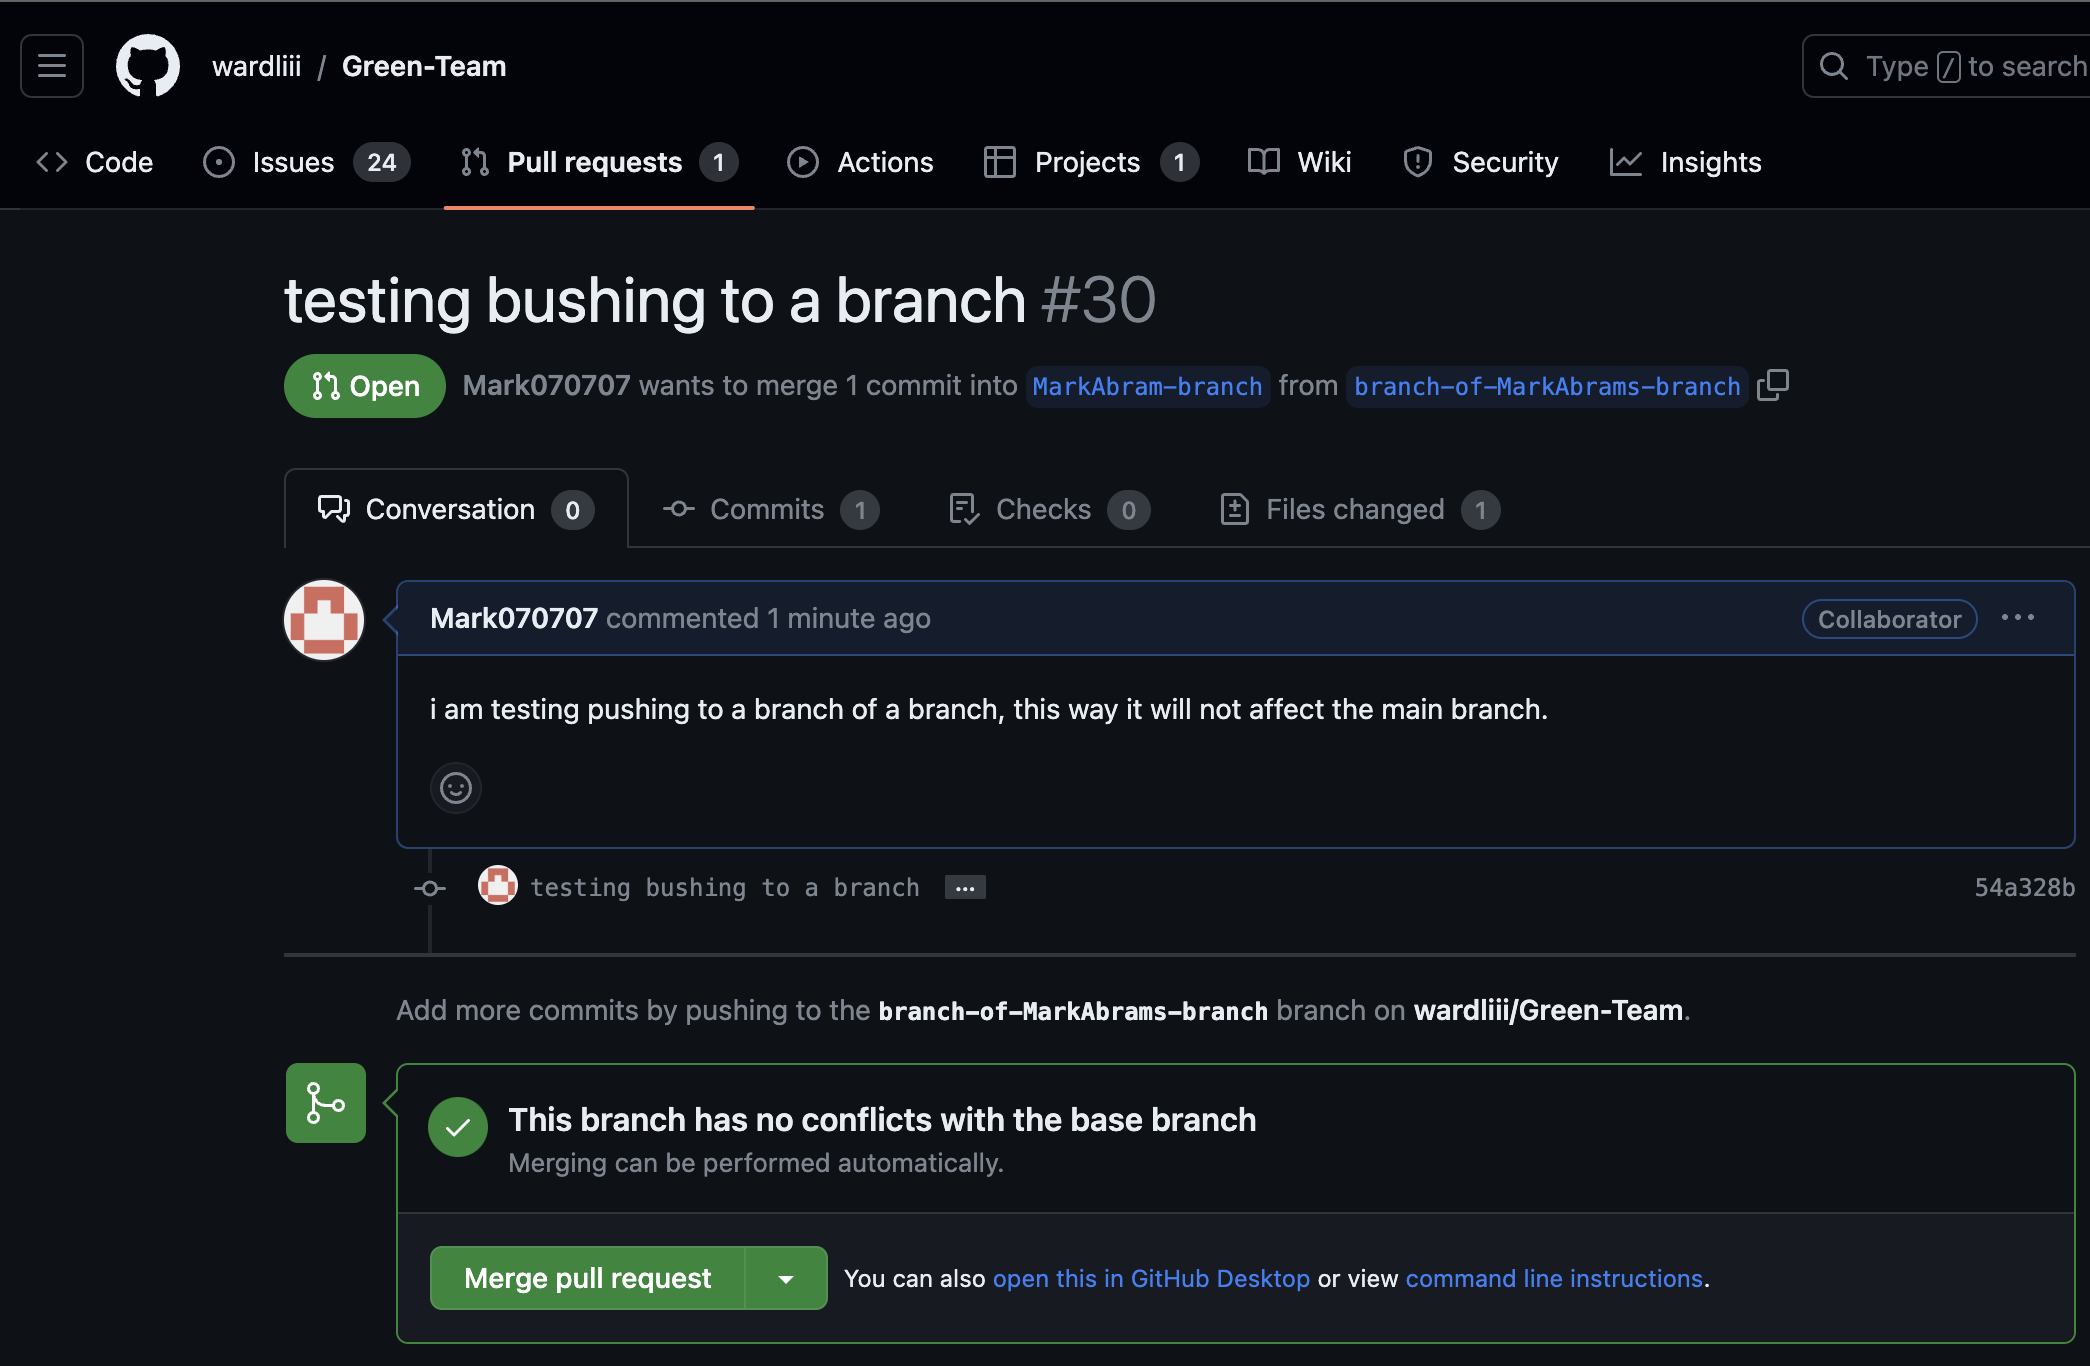 wardliii / Green-Team
Type / to search
Code Issues 24 Pull requests 1 Actions Projects 1 Wiki Security Insights
testing bushing to a branch #30
Open Mark070707 wants to merge 1 commit into MarkAbram-branch from branch-of-MarkAbrams-branch
Conversation 0 Commits 1 Checks 0 Files changed 1
Mark070707 commented 1 minute ago Collaborator ...
i am testing pushing to a branch of a branch, this way it will not affect the main branch.
testing bushing to a branch ... 54a328b
Add more commits by pushing to the branch-of-MarkAbrams-branch branch on wardliii/Green-Team.
This branch has no conflicts with the base branch
Merging can be performed automatically.
Merge pull request You can also open this in GitHub Desktop or view command line instructions.